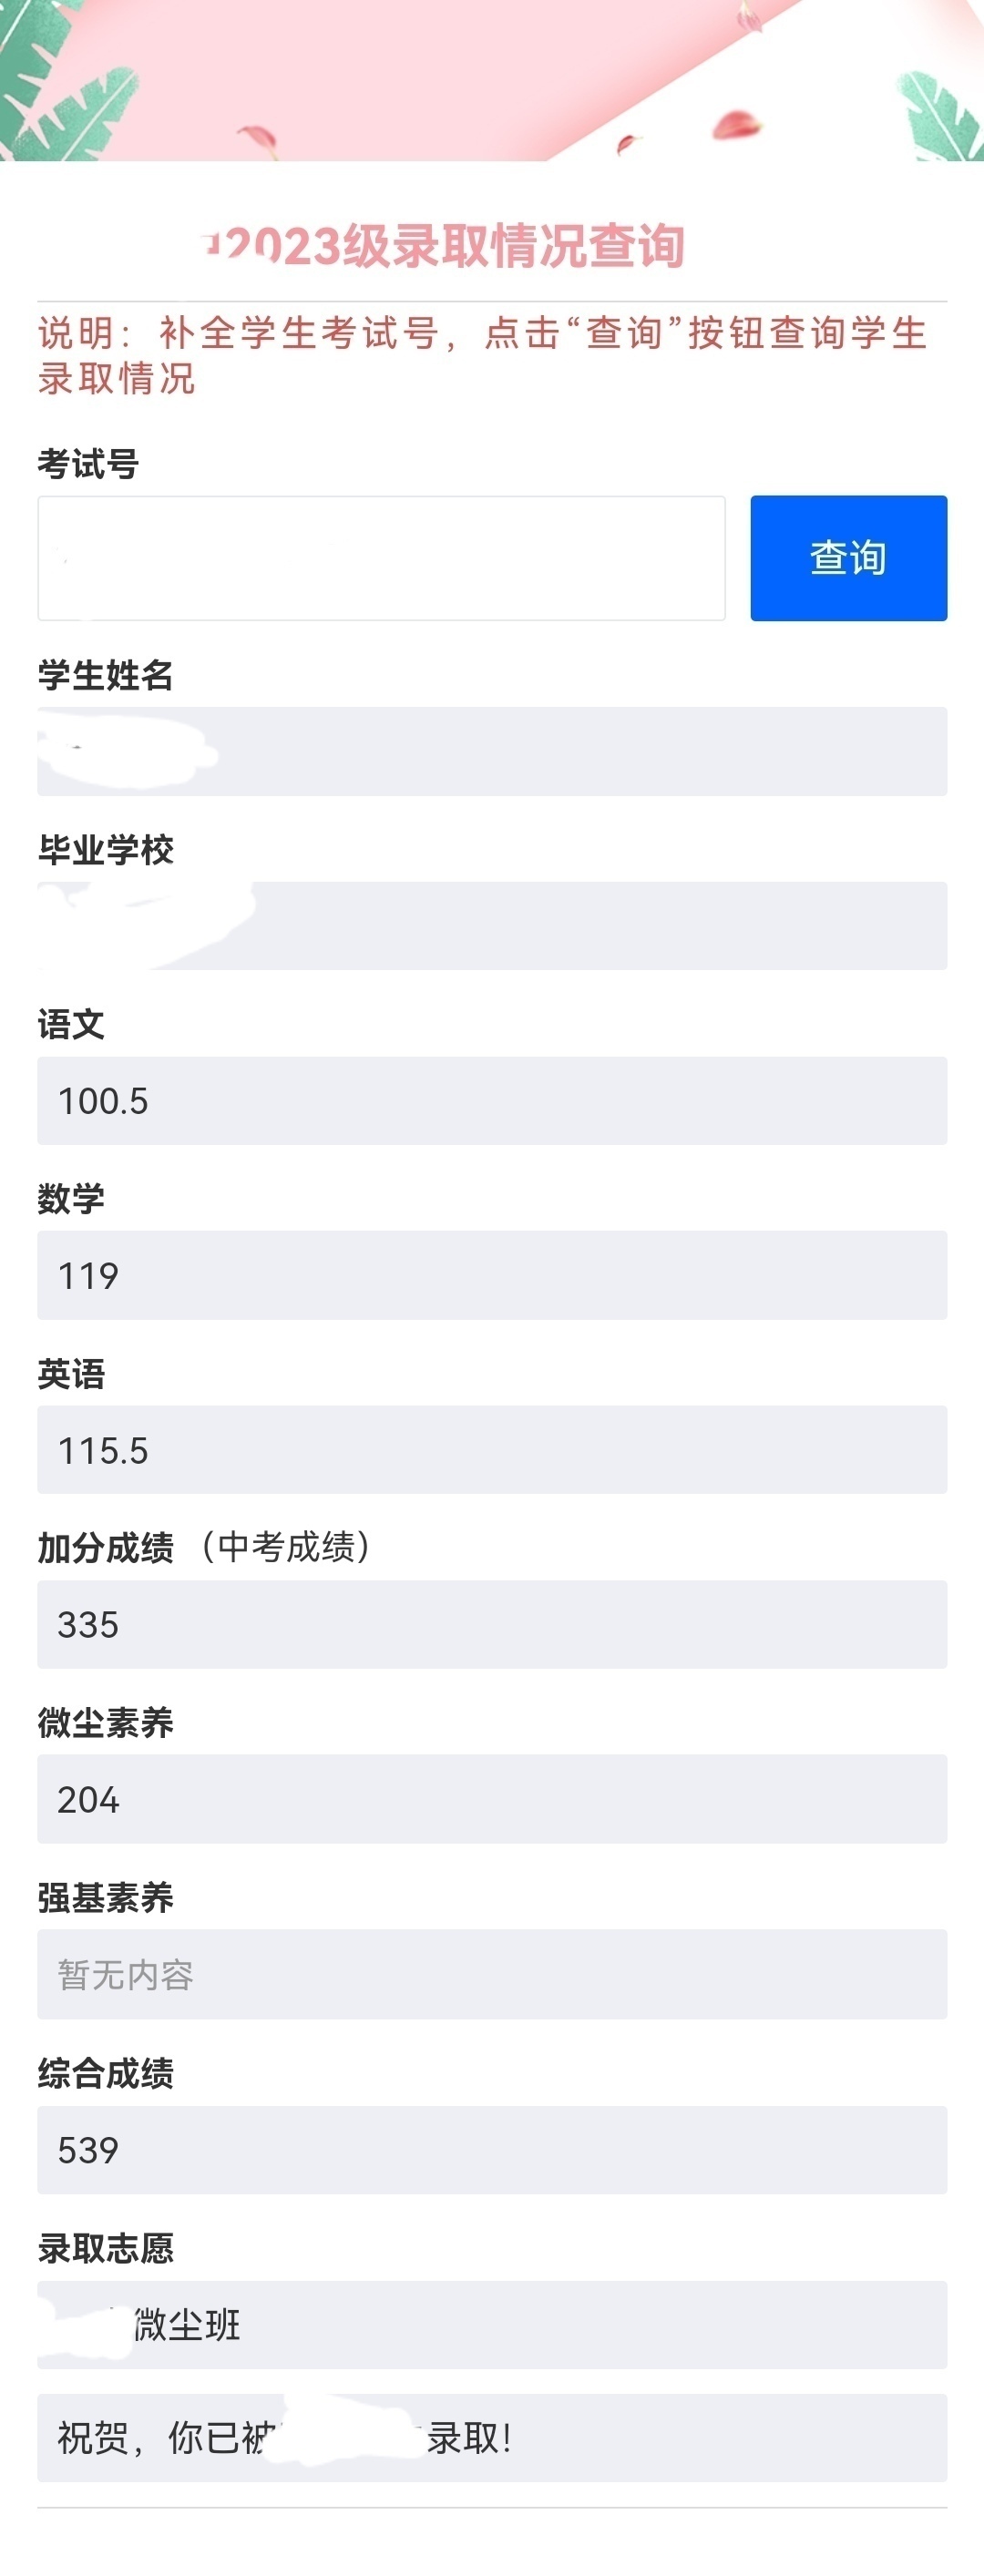 2023级录取情况查询
说明：补全学生考试号，点击“查询”按钮查询学生
录取情况
考试号
查询
学生姓名
毕业学校
语文
100.5
数学
119
英语
115.5
加分成绩（中考成绩）
335
微尘素养
204
强基素养
暂无内容
综合成绩
539
录取志愿
微尘班
祝贺，你已被 录取！